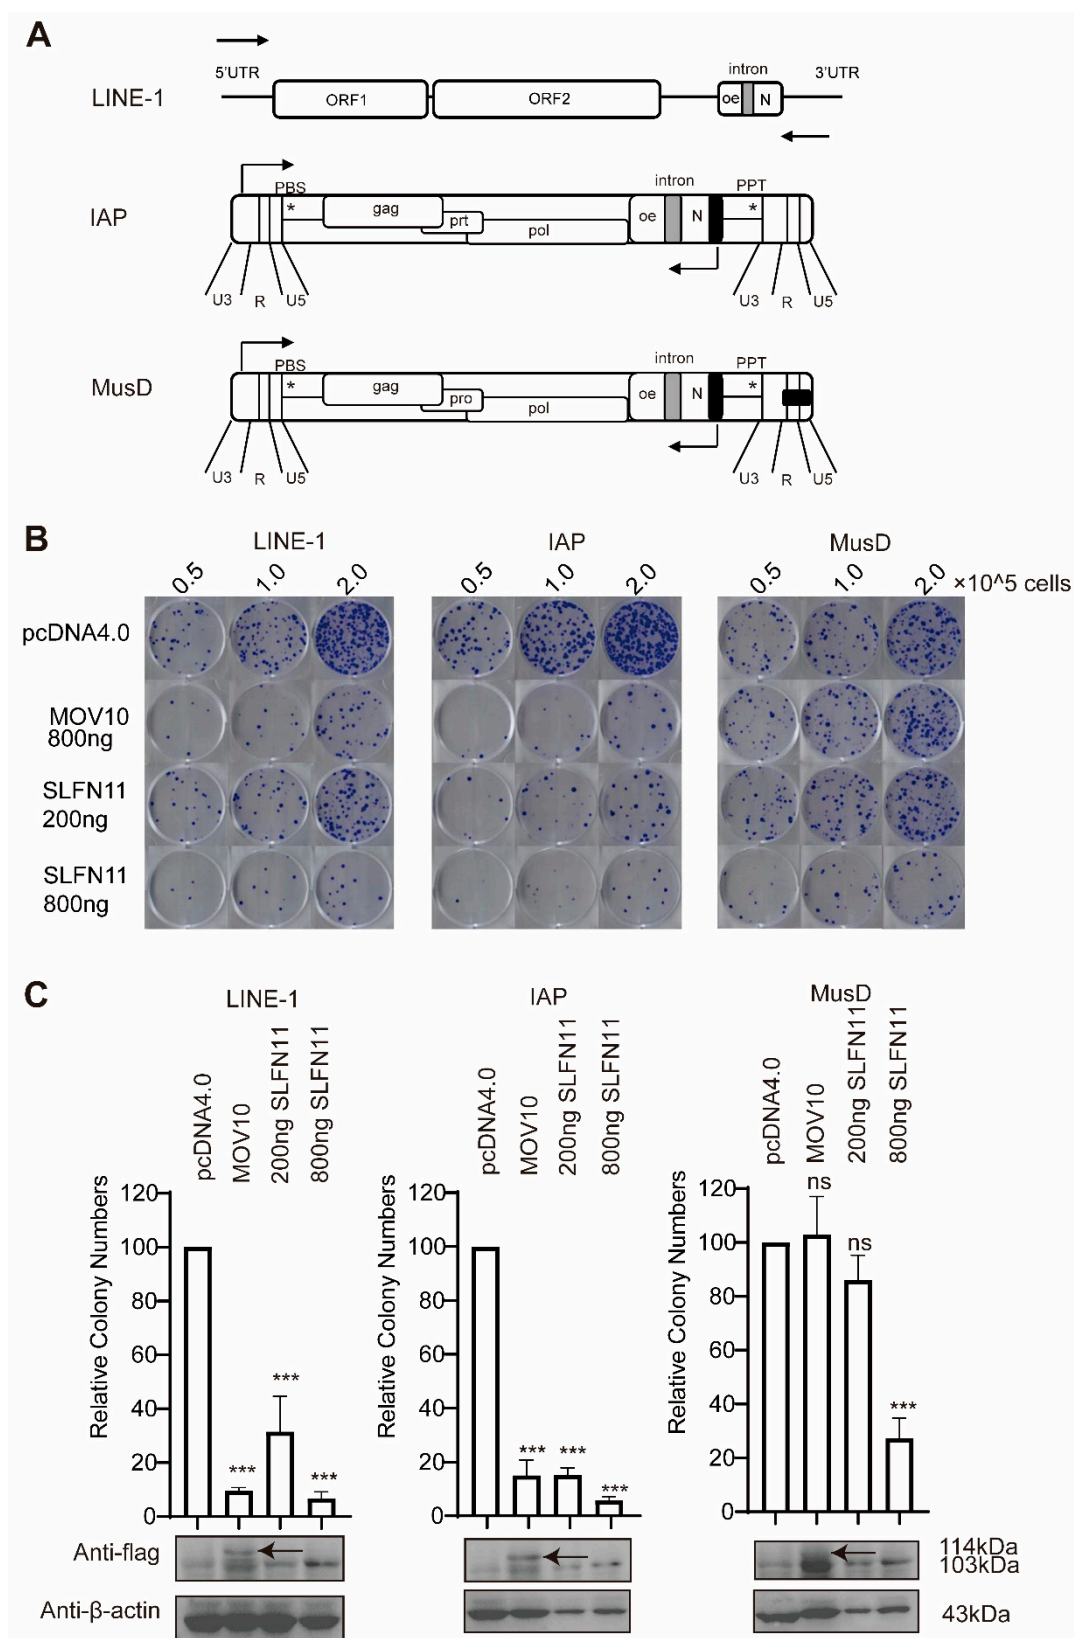 A
5'UTR
intron
3'UTR
LINE-1
ORF1
ORF2
oe
N
PBS
intron
PPT
IAP
*
gag
prt
pol
oe
N
*
U3
R
U5
U3
R
U5
PBS
intron
PPT
MusD
*
gag
pro
pol
oe
N
*
U3
R
U5
U3
R
U5
B
LINE-1
IAP
MusD
0.5 1.0 2.0
0.5 1.0 2.0
0.5 1.0 2.0 ×10^5 cells
pcDNA4.0
MOV10
800ng
SLFN11
200ng
SLFN11
800ng
C
LINE-1
IAP
MusD
pcDNA4.0
MOV10
200ng SLFN11
800ng SLFN11
pcDNA4.0
MOV10
200ng SLFN11
800ng SLFN11
pcDNA4.0
MOV10
200ng SLFN11
800ng SLFN11
Relative Colony Numbers
120
100
80
60
40
20
0
***
***
***
Relative Colony Numbers
120
100
80
60
40
20
0
***
***
***
Relative Colony Numbers
120
100
80
60
40
20
0
ns
ns
***
Anti-flag
114kDa
103kDa
Anti-β-actin
43kDa